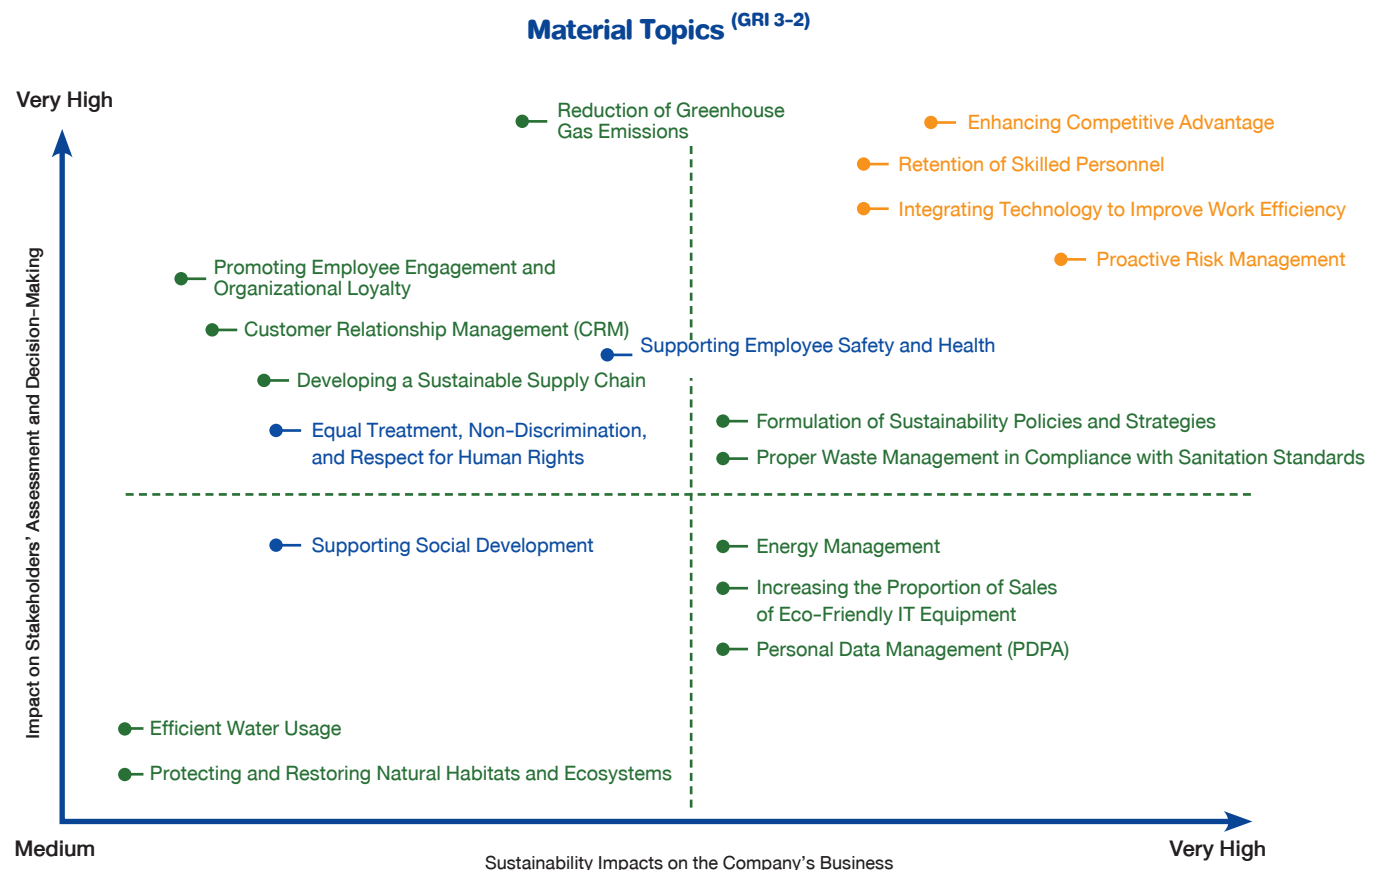 Material Topics (GRI 3-2)
Very High
Reduction of Greenhouse
Gas Emissions
Enhancing Competitive Advantage
Retention of Skilled Personnel
Integrating Technology to Improve Work Efficiency
Proactive Risk Management
Promoting Employee Engagement and
Organizational Loyalty
Customer Relationship Management (CRM)
Supporting Employee Safety and Health
Developing a Sustainable Supply Chain
Equal Treatment, Non-Discrimination,
and Respect for Human Rights
Formulation of Sustainability Policies and Strategies
Proper Waste Management in Compliance with Sanitation Standards
Impact on Stakeholders' Assessment and Decision-Making
Supporting Social Development
Energy Management
Increasing the Proportion of Sales
of Eco-Friendly IT Equipment
Personal Data Management (PDPA)
Efficient Water Usage
Protecting and Restoring Natural Habitats and Ecosystems
Medium
Very High
Sustainability Impacts on the Company's Business